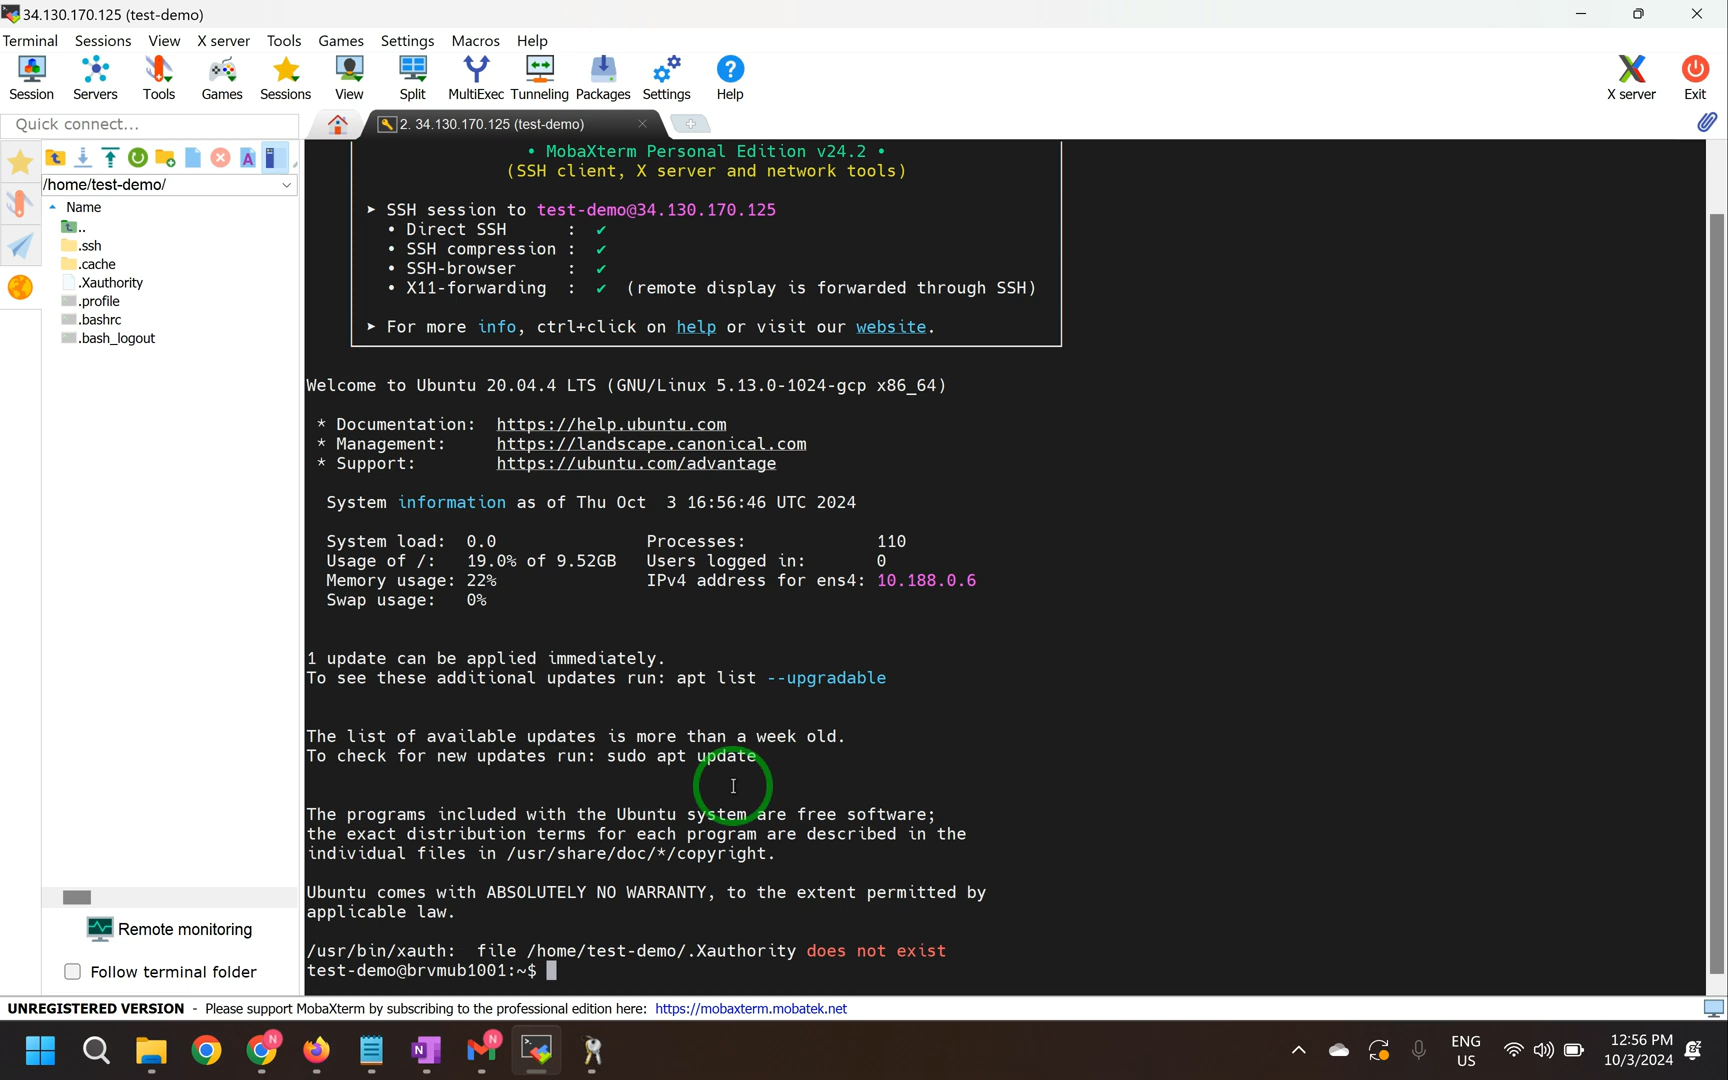 34.130.170.125 (test-demo)
Terminal Sessions View X server Tools Games Settings Macros Help
Session Servers Tools Games Sessions View Split MultiExec Tunneling Packages Settings Help X server Exit
Quick connect...
2. 34.130.170.125 (test-demo)
/home/test-demo/
Name
..
.ssh
.cache
.Xauthority
.profile
.bashrc
.bash_logout
Remote monitoring
Follow terminal folder
• MobaXterm Personal Edition v24.2 •
(SSH client, X server and network tools)
➤ SSH session to test-demo@34.130.170.125
• Direct SSH : ✔
• SSH compression : ✔
• SSH-browser : ✔
• X11-forwarding : ✔ (remote display is forwarded through SSH)
➤ For more info, ctrl+click on help or visit our website.
Welcome to Ubuntu 20.04.4 LTS (GNU/Linux 5.13.0-1024-gcp x86_64)
* Documentation: https://help.ubuntu.com
* Management: https://landscape.canonical.com
* Support: https://ubuntu.com/advantage
System information as of Thu Oct 3 16:56:46 UTC 2024
System load: 0.0 Processes: 110
Usage of /: 19.0% of 9.52GB Users logged in: 0
Memory usage: 22% IPv4 address for ens4: 10.188.0.6
Swap usage: 0%
1 update can be applied immediately.
To see these additional updates run: apt list --upgradable
The list of available updates is more than a week old.
To check for new updates run: sudo apt update
The programs included with the Ubuntu system are free software;
the exact distribution terms for each program are described in the
individual files in /usr/share/doc/*/copyright.
Ubuntu comes with ABSOLUTELY NO WARRANTY, to the extent permitted by
applicable law.
/usr/bin/xauth: file /home/test-demo/.Xauthority does not exist
test-demo@brvmub1001:~$
UNREGISTERED VERSION - Please support MobaXterm by subscribing to the professional edition here: https://mobaxterm.mobatek.net
ENG
US
12:56 PM
10/3/2024